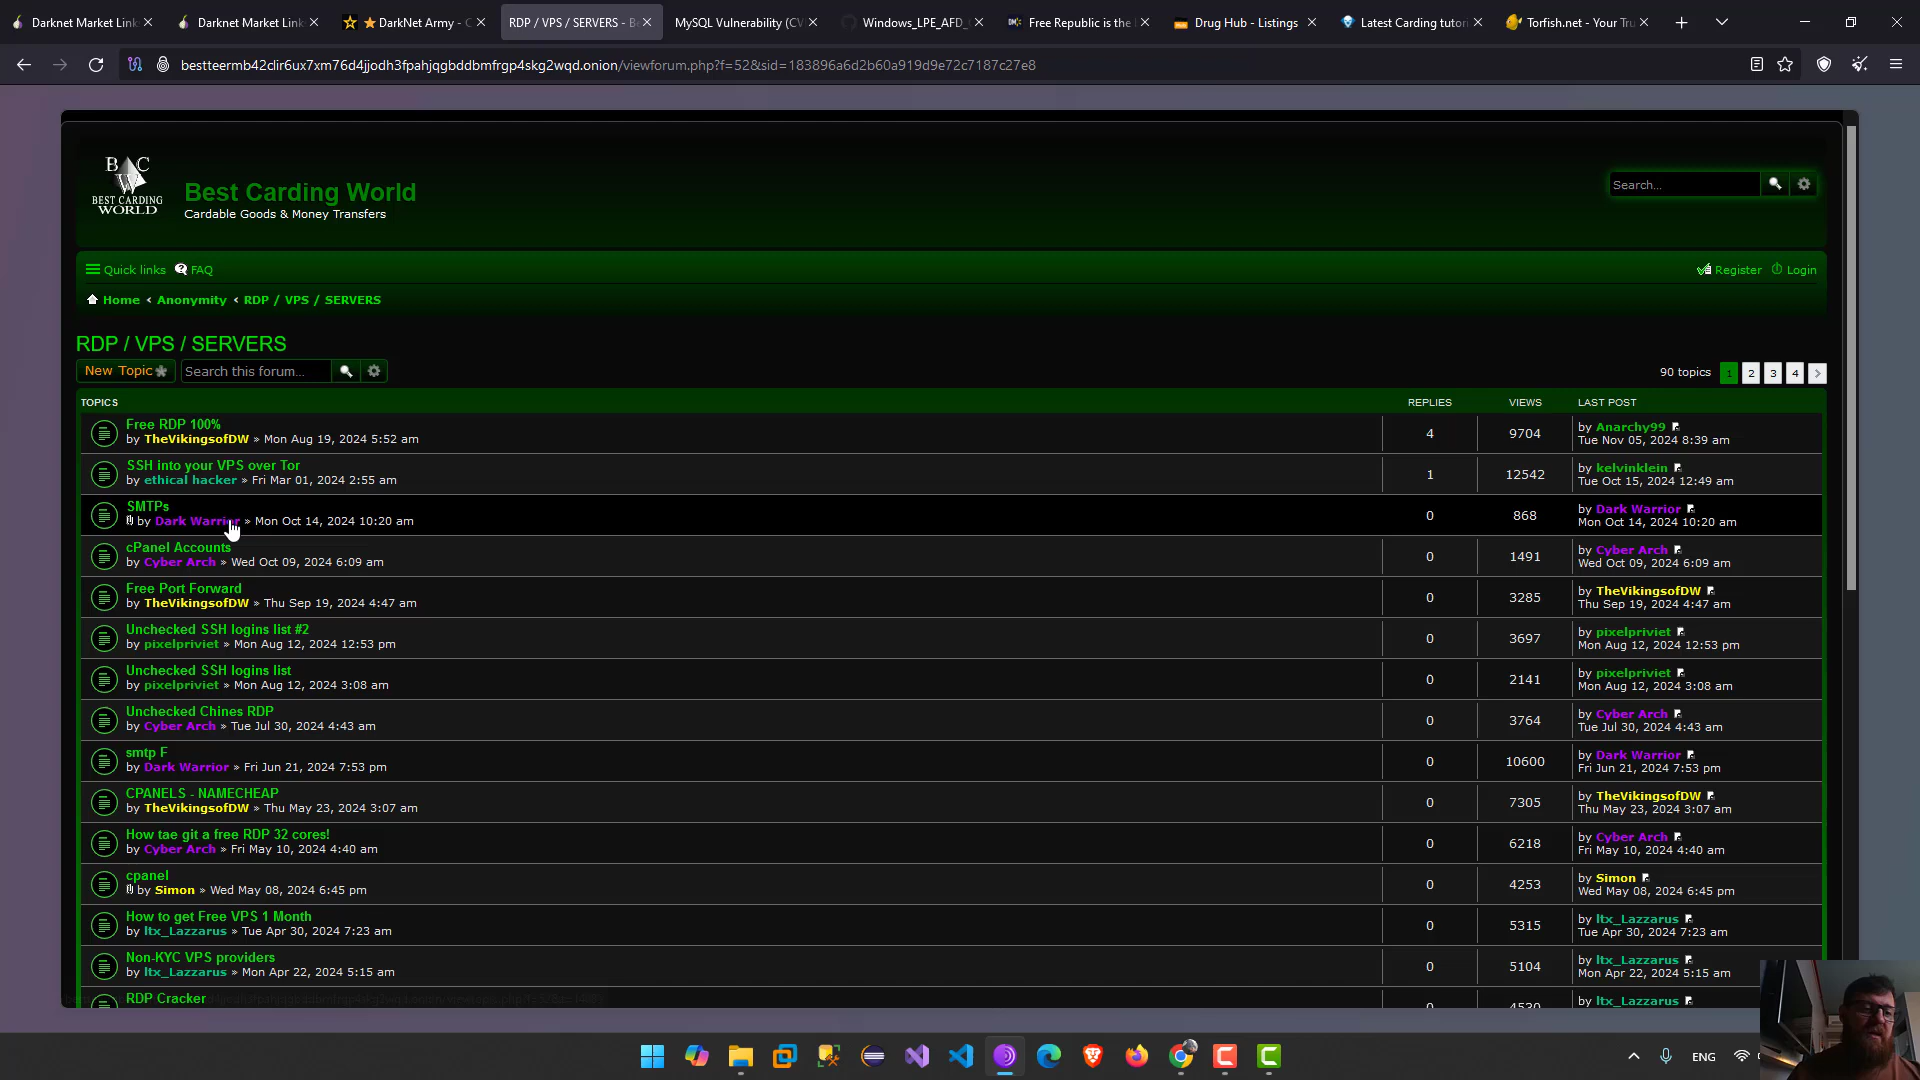 Darknet Market Link
Darknet Market Link
⭐ DarkNet Army - C
RDP / VPS / SERVERS - Be
MySQL Vulnerability (CV
Windows_LPE_AFD_
Free Republic is the
Drug Hub - Listings
Latest Carding tutori
Torfish.net - Your Tru
bestteermb42clir6ux7xm76d4jjodh3fpahjqgbddbmfrgp4skg2wqd.onion/viewforum.php?f=52&sid=183896a6d2b60a919d9e72c7187c27e8
B C
W
BEST CARDING
WORLD
Best Carding World
Cardable Goods & Money Transfers
Search...
Quick links FAQ
Register Login
Home ‹ Anonymity ‹ RDP / VPS / SERVERS
RDP / VPS / SERVERS
New Topic
Search this forum...
90 topics 1 2 3 4
TOPICS REPLIES VIEWS LAST POST
Free RDP 100%
by TheVikingsofDW » Mon Aug 19, 2024 5:52 am
4 9704
by Anarchy99
Tue Nov 05, 2024 8:39 am
SSH into your VPS over Tor
by ethical hacker » Fri Mar 01, 2024 2:55 am
1 12542
by kelvinklein
Tue Oct 15, 2024 12:49 am
SMTPs
by Dark Warrior » Mon Oct 14, 2024 10:20 am
0 868
by Dark Warrior
Mon Oct 14, 2024 10:20 am
cPanel Accounts
by Cyber Arch » Wed Oct 09, 2024 6:09 am
0 1491
by Cyber Arch
Wed Oct 09, 2024 6:09 am
Free Port Forward
by TheVikingsofDW » Thu Sep 19, 2024 4:47 am
0 3285
by TheVikingsofDW
Thu Sep 19, 2024 4:47 am
Unchecked SSH logins list #2
by pixelpriviet » Mon Aug 12, 2024 12:53 pm
0 3697
by pixelpriviet
Mon Aug 12, 2024 12:53 pm
Unchecked SSH logins list
by pixelpriviet » Mon Aug 12, 2024 3:08 am
0 2141
by pixelpriviet
Mon Aug 12, 2024 3:08 am
Unchecked Chines RDP
by Cyber Arch » Tue Jul 30, 2024 4:43 am
0 3764
by Cyber Arch
Tue Jul 30, 2024 4:43 am
smtp F
by Dark Warrior » Fri Jun 21, 2024 7:53 pm
0 10600
by Dark Warrior
Fri Jun 21, 2024 7:53 pm
CPANELS - NAMECHEAP
by TheVikingsofDW » Thu May 23, 2024 3:07 am
0 7305
by TheVikingsofDW
Thu May 23, 2024 3:07 am
How tae git a free RDP 32 cores!
by Cyber Arch » Fri May 10, 2024 4:40 am
0 6218
by Cyber Arch
Fri May 10, 2024 4:40 am
cpanel
by Simon » Wed May 08, 2024 6:45 pm
0 4253
by Simon
Wed May 08, 2024 6:45 pm
How to get Free VPS 1 Month
by ltx_Lazzarus » Tue Apr 30, 2024 7:23 am
0 5315
by ltx_Lazzarus
Tue Apr 30, 2024 7:23 am
Non-KYC VPS providers
by ltx_Lazzarus » Mon Apr 22, 2024 5:15 am
0 5104
by ltx_Lazzarus
Mon Apr 22, 2024 5:15 am
RDP Cracker
0 4530
by ltx_Lazzarus
ENG